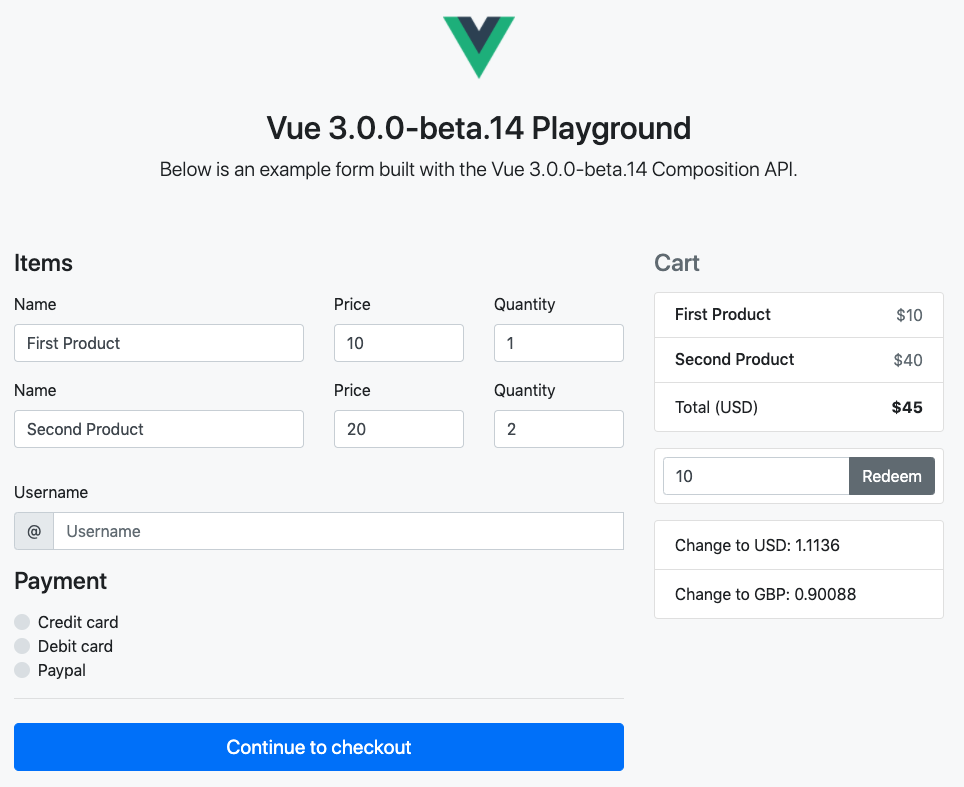 Vue 3.0.0-beta.14 Playground
Below is an example form built with the Vue 3.0.0-beta.14 Composition API.
Items
Name Price Quantity
First Product 10 1
Name Price Quantity
Second Product 20 2
Username
@ Username
Payment
Credit card
Debit card
Paypal
Continue to checkout
Cart
First Product $10
Second Product $40
Total (USD) $45
10 Redeem
Change to USD: 1.1136
Change to GBP: 0.90088